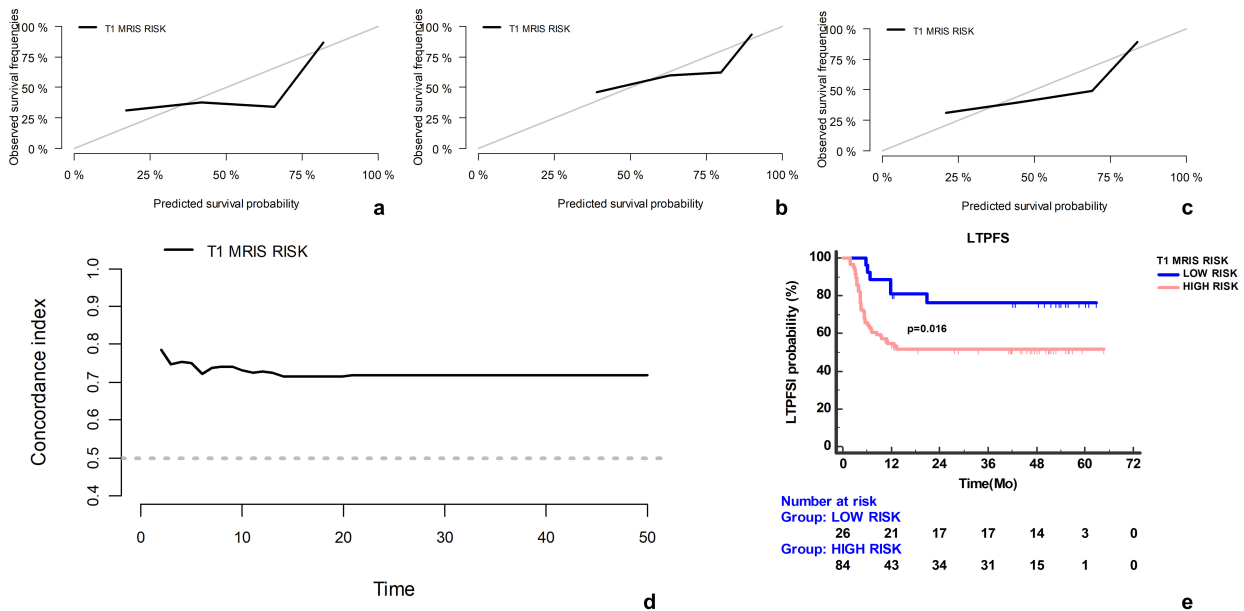 T1 MRIS RISK
Observed survival frequencies
100 %
75 %
50 %
25 %
0 %
0 %
25 %
50 %
75 %
100 %
Predicted survival probability
a
T1 MRIS RISK
Observed survival frequencies
100 %
75 %
50 %
25 %
0 %
0 %
25 %
50 %
75 %
100 %
Predicted survival probability
b
T1 MRIS RISK
Observed survival frequencies
100 %
75 %
50 %
25 %
0 %
0 %
25 %
50 %
75 %
100 %
Predicted survival probability
c
T1 MRIS RISK
Concordance index
1.0
0.9
0.8
0.7
0.6
0.5
0.4
0
10
20
30
40
50
Time
d
LTPFS
LTPFSI probability (%)
100
80
60
40
20
0
p=0.016
T1 MRIS RISK
LOW RISK
HIGH RISK
0 12 24 36 48 60 72
Time(Mo)
Number at risk
Group: LOW RISK
26 21 17 17 14 3 0
Group: HIGH RISK
84 43 34 31 15 1 0
e